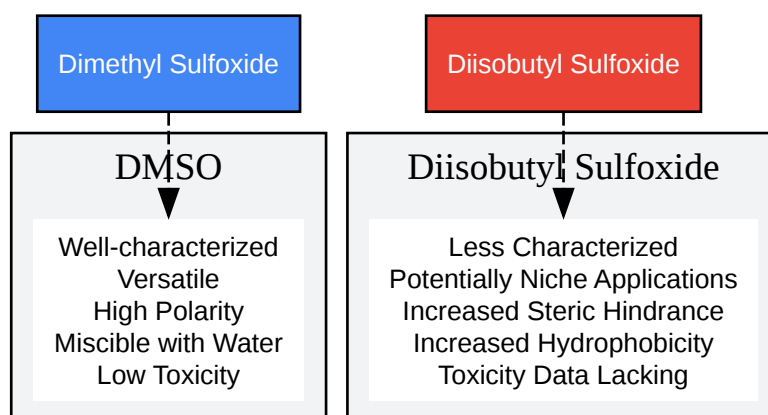 Dimethyl Sulfoxide
DMSO
Well-characterized
Versatile
High Polarity
Miscible with Water
Low Toxicity
Diisobutyl Sulfoxide
Diisobutyl Sulfoxide
Less Characterized
Potentially Niche Applications
Increased Steric Hindrance
Increased Hydrophobicity
Toxicity Data Lacking